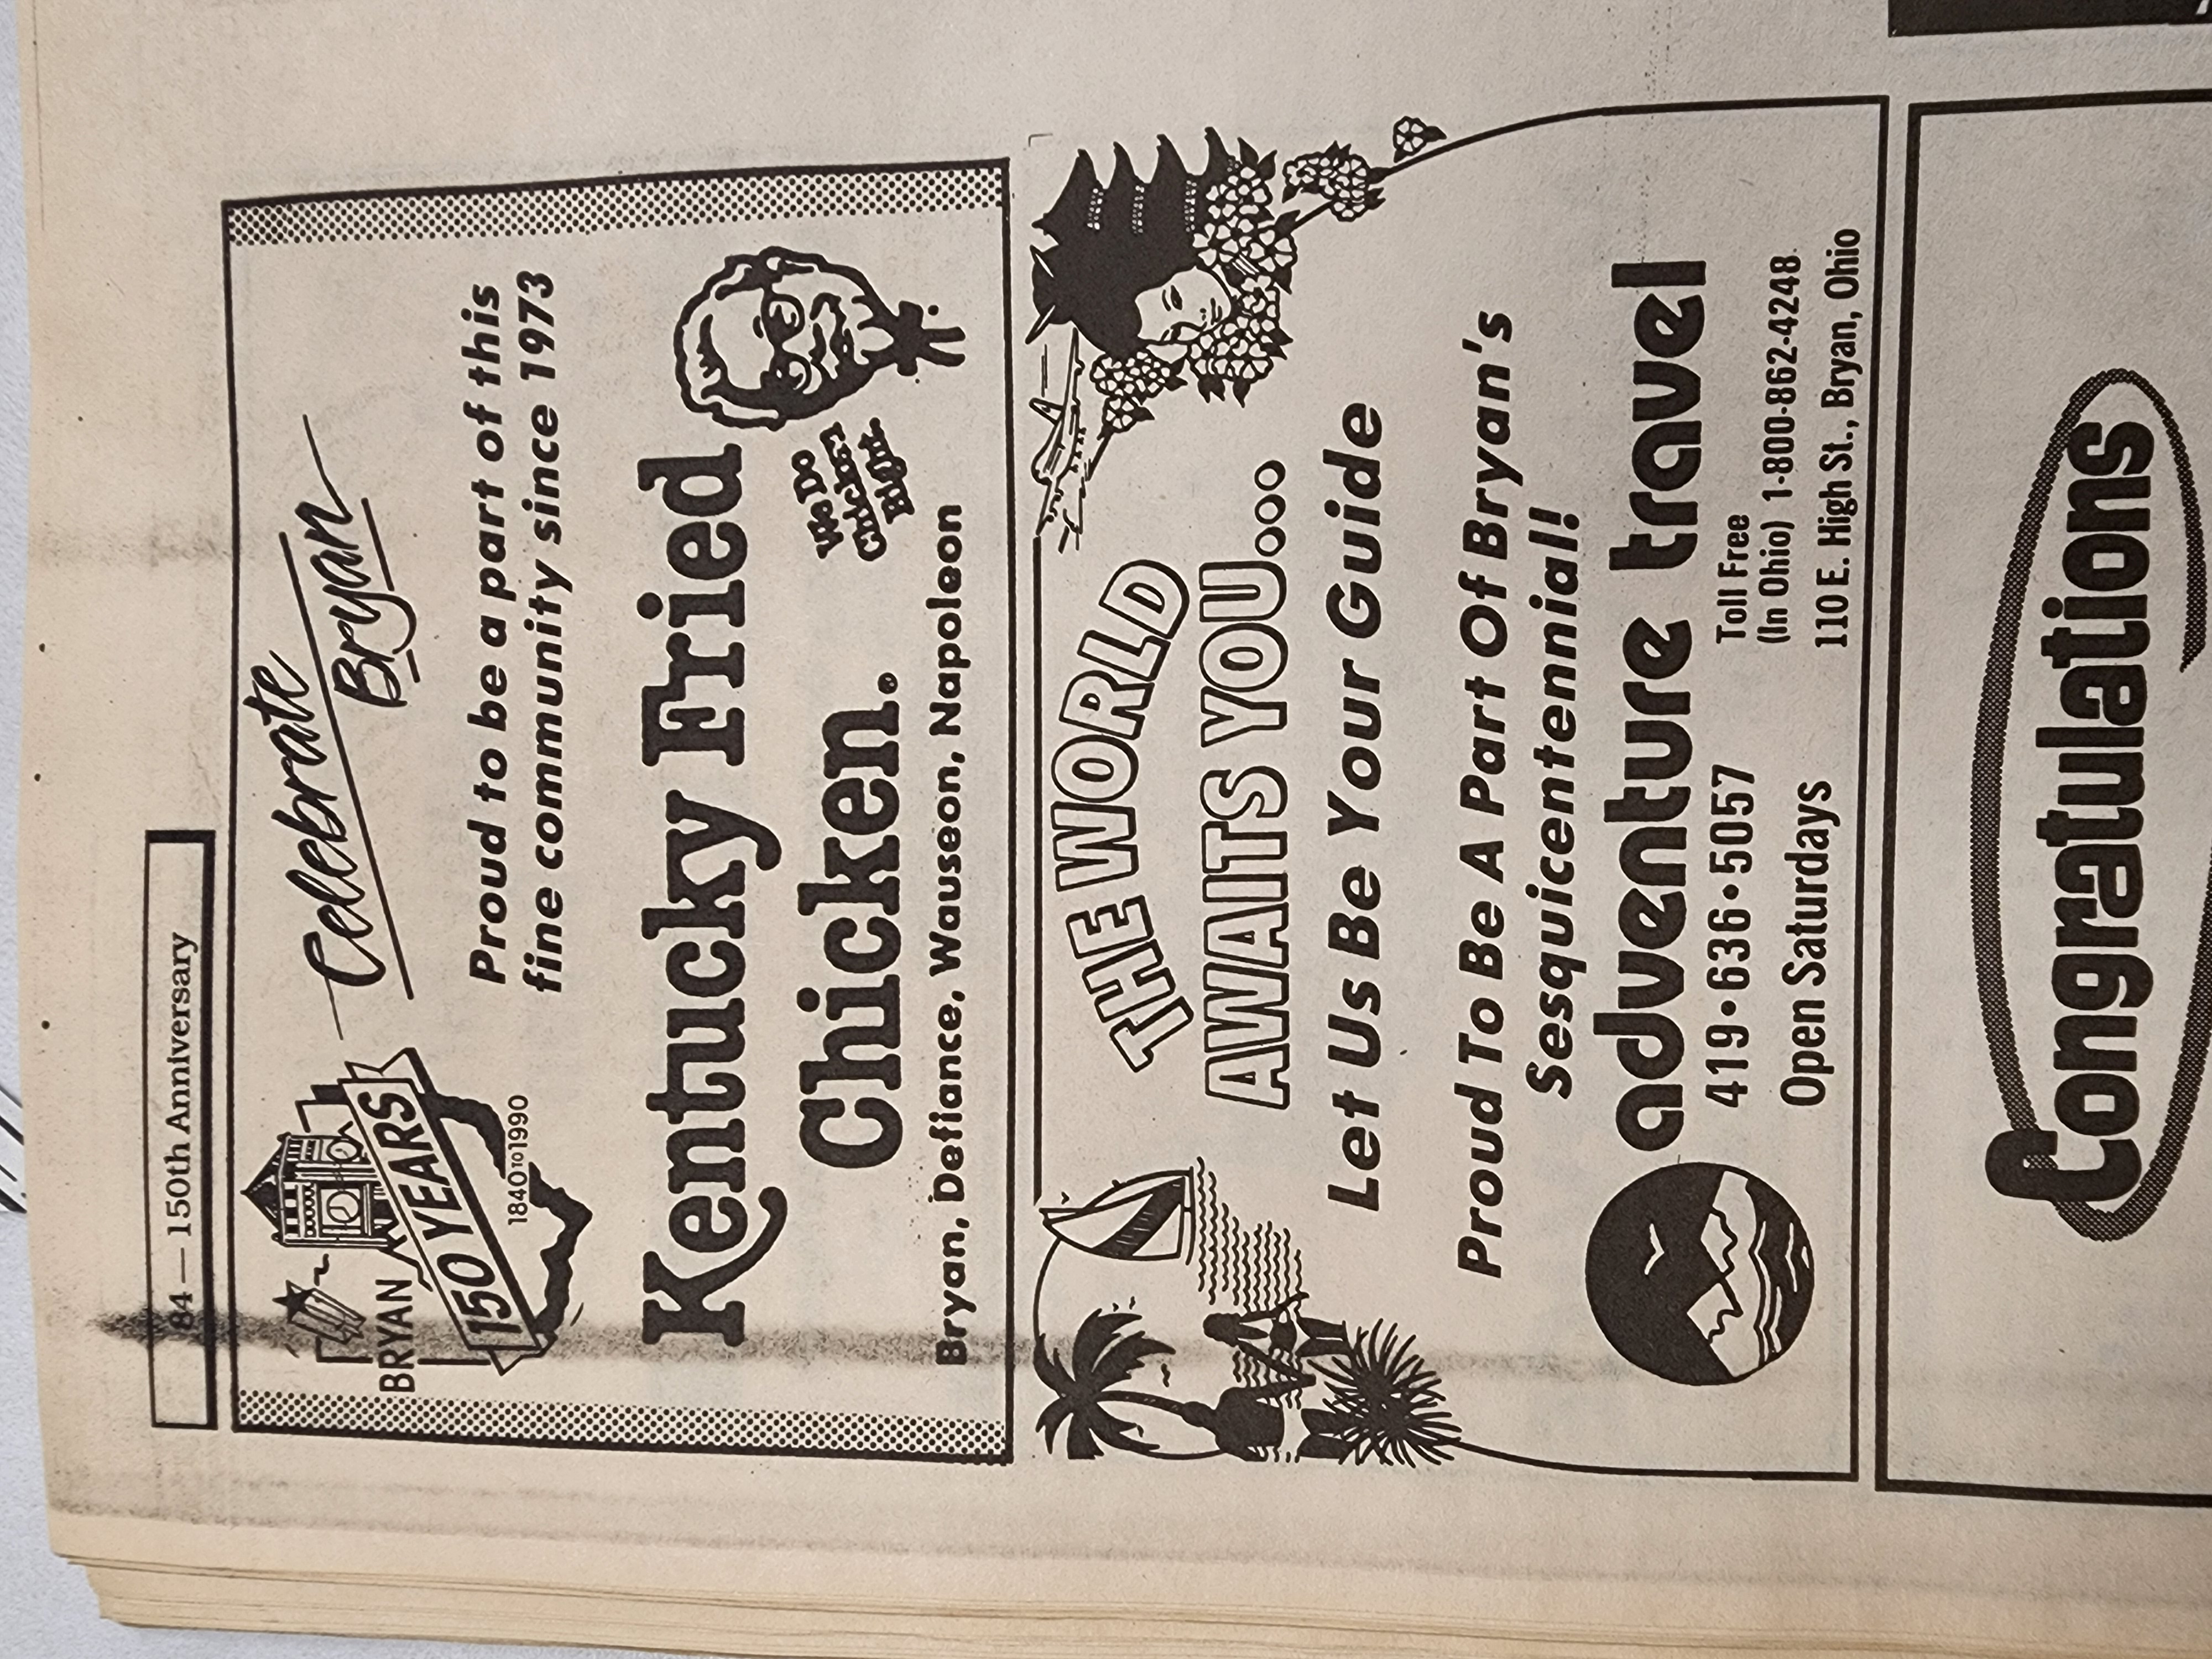 84 — 150th Anniversary
BRYAN
150 YEARS
1840 TO 1990
Celebrate
Bryan
Proud to be a part of this
fine community since 1973
Kentucky Fried
Chicken.
We Do
Chicken
Right.
Bryan, Defiance, Wauseon, Napoleon
THE WORLD
AWAITS YOU...
Let Us Be Your Guide
Proud To Be A Part Of Bryan's
Sesquicentennial!
adventure travel
419•636•5057
Open Saturdays
Toll Free
(In Ohio) 1-800-862-4248
110 E. High St., Bryan, Ohio
Congratulations